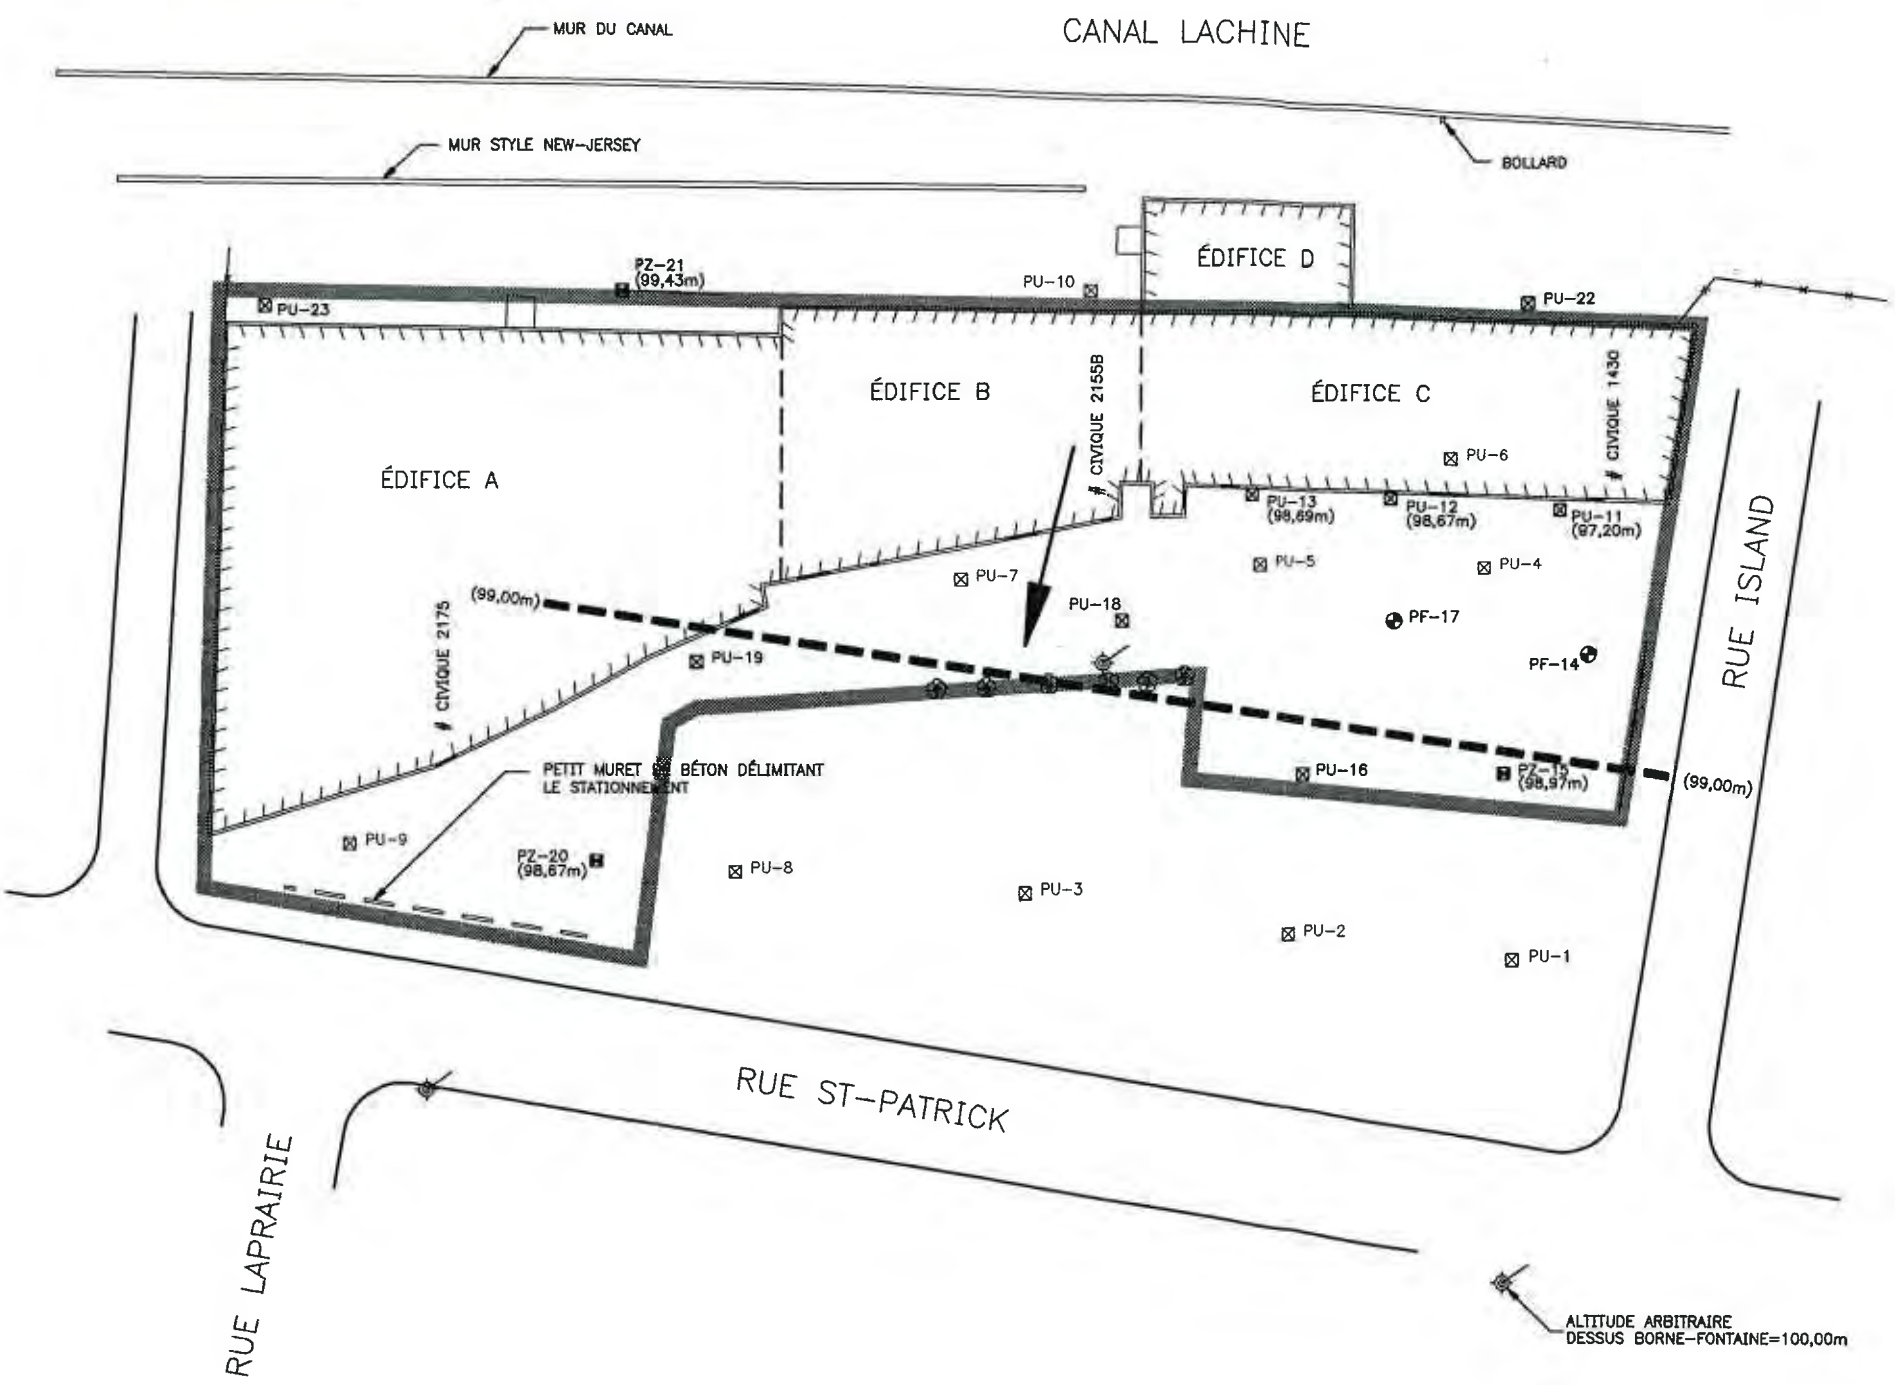 CANAL LACHINE
MUR DU CANAL
MUR STYLE NEW-JERSEY
BOLLARD
ÉDIFICE D
PZ-21
(99,43m)
PU-10
PU-22
PU-23
ÉDIFICE B
# CIVIQUE 2155B
ÉDIFICE C
# CIVIQUE 1430
ÉDIFICE A
PU-6
PU-13
(98,69m)
PU-12
(98,67m)
PU-11
(97,20m)
PU-7
PU-5
PU-4
(99,00m)
PU-18
PF-17
# CIVIQUE 2175
PU-19
PF-14
RUE ISLAND
PETIT MURET DE BÉTON DÉLIMITANT
LE STATIONNEMENT
PU-16
PZ-15
(98,97m)
(99,00m)
PU-9
PZ-20
(98,67m)
PU-8
PU-3
PU-2
PU-1
RUE ST-PATRICK
RUE LAPRAIRIE
ALTITUDE ARBITRAIRE
DESSUS BORNE-FONTAINE=100,00m